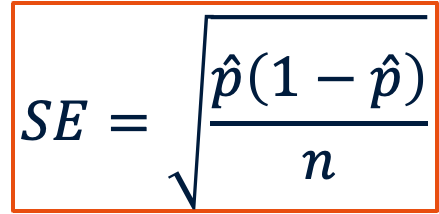 SE = √(p̂(1 − p̂)/n)